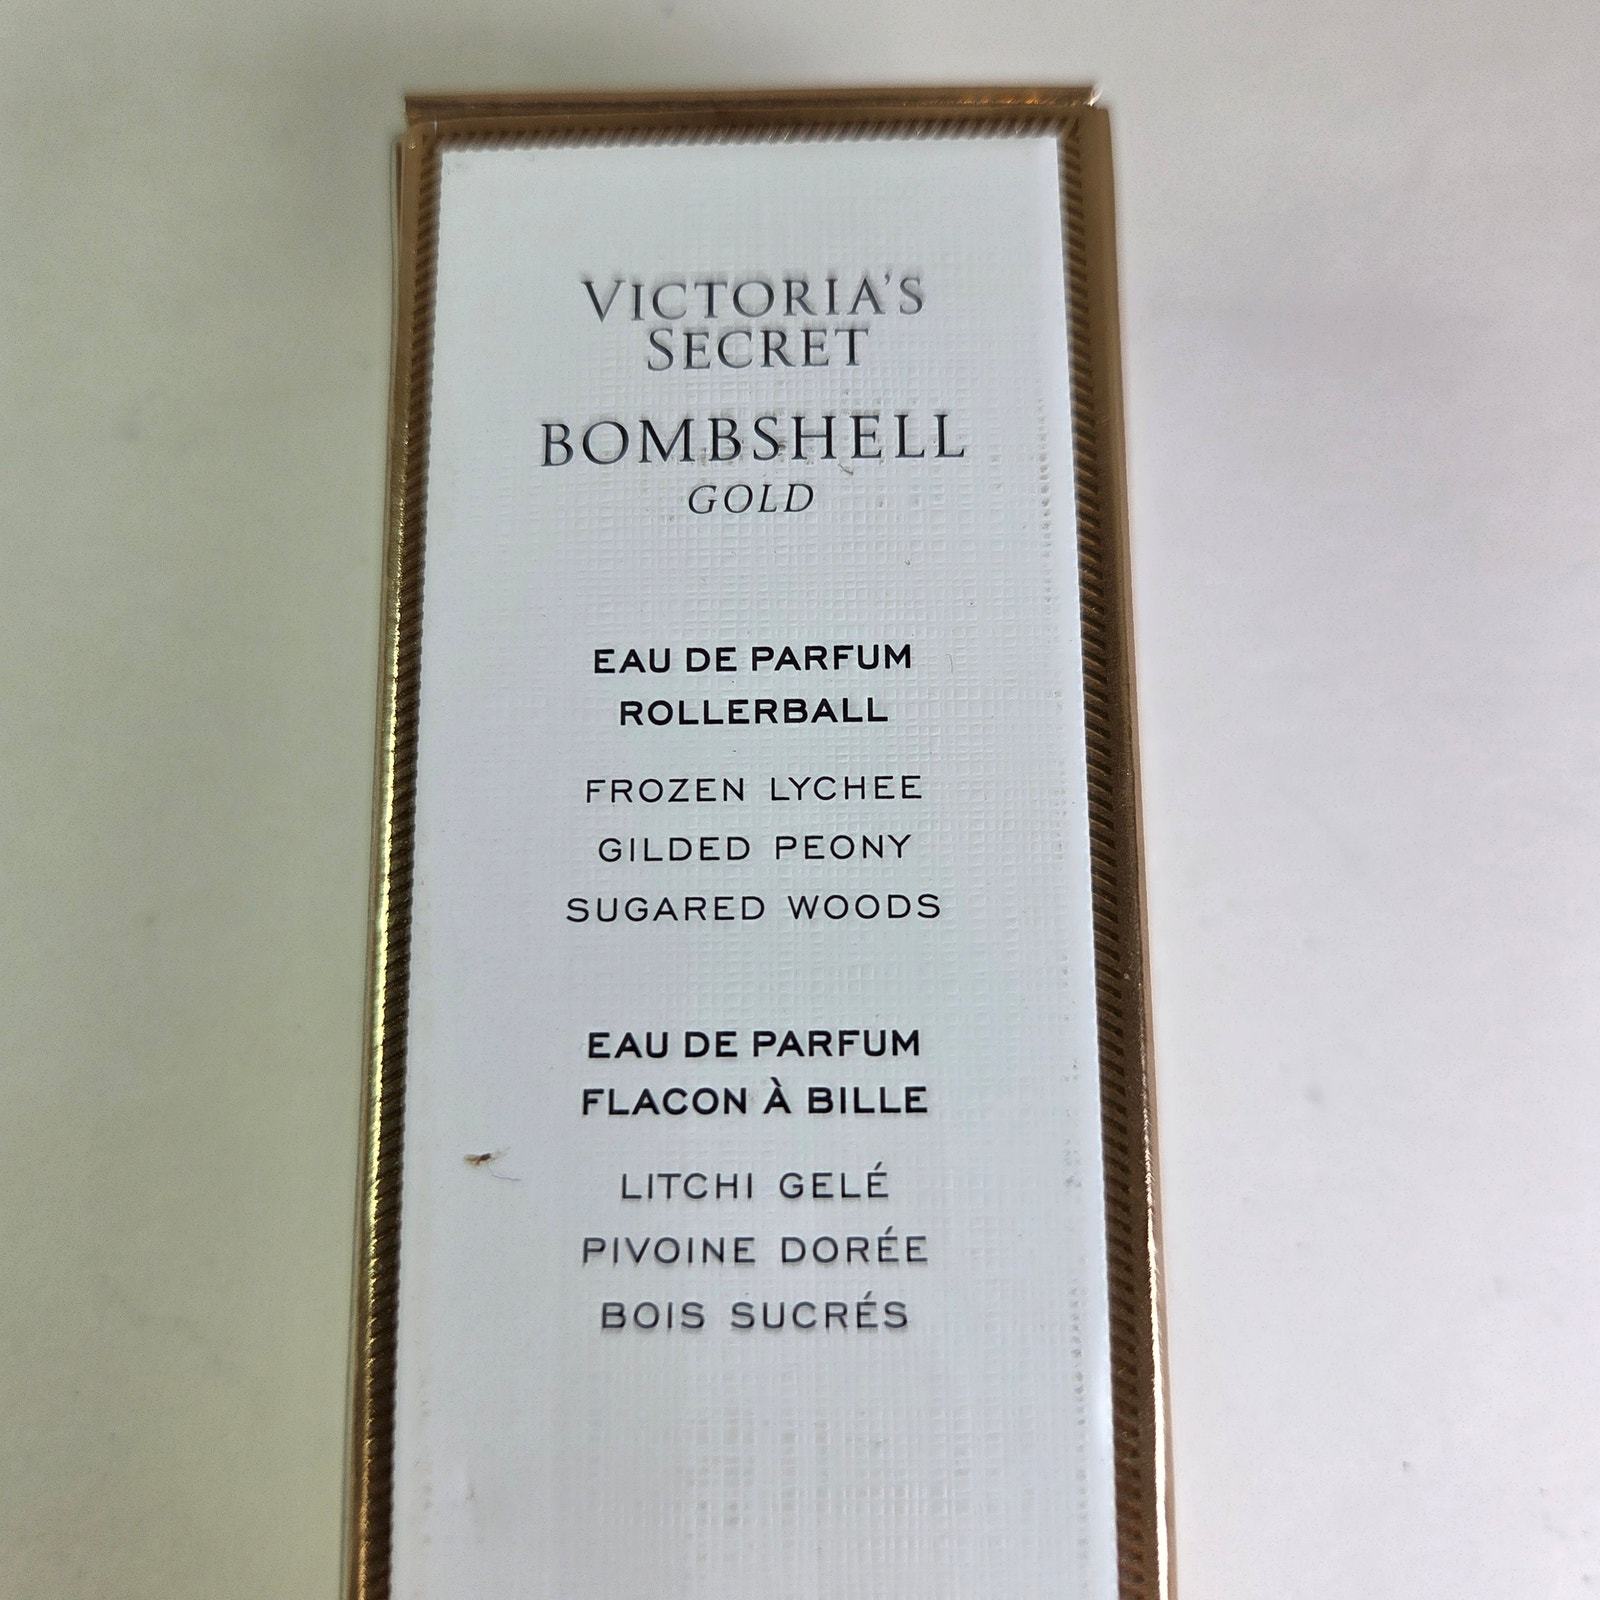 VICTORIA'S
SECRET
BOMBSHELL
GOLD
EAU DE PARFUM
ROLLERBALL
FROZEN LYCHEE
GILDED PEONY
SUGARED WOODS
EAU DE PARFUM
FLACON À BILLE
LITCHI GELÉ
PIVOINE DORÉE
BOIS SUCRÉS